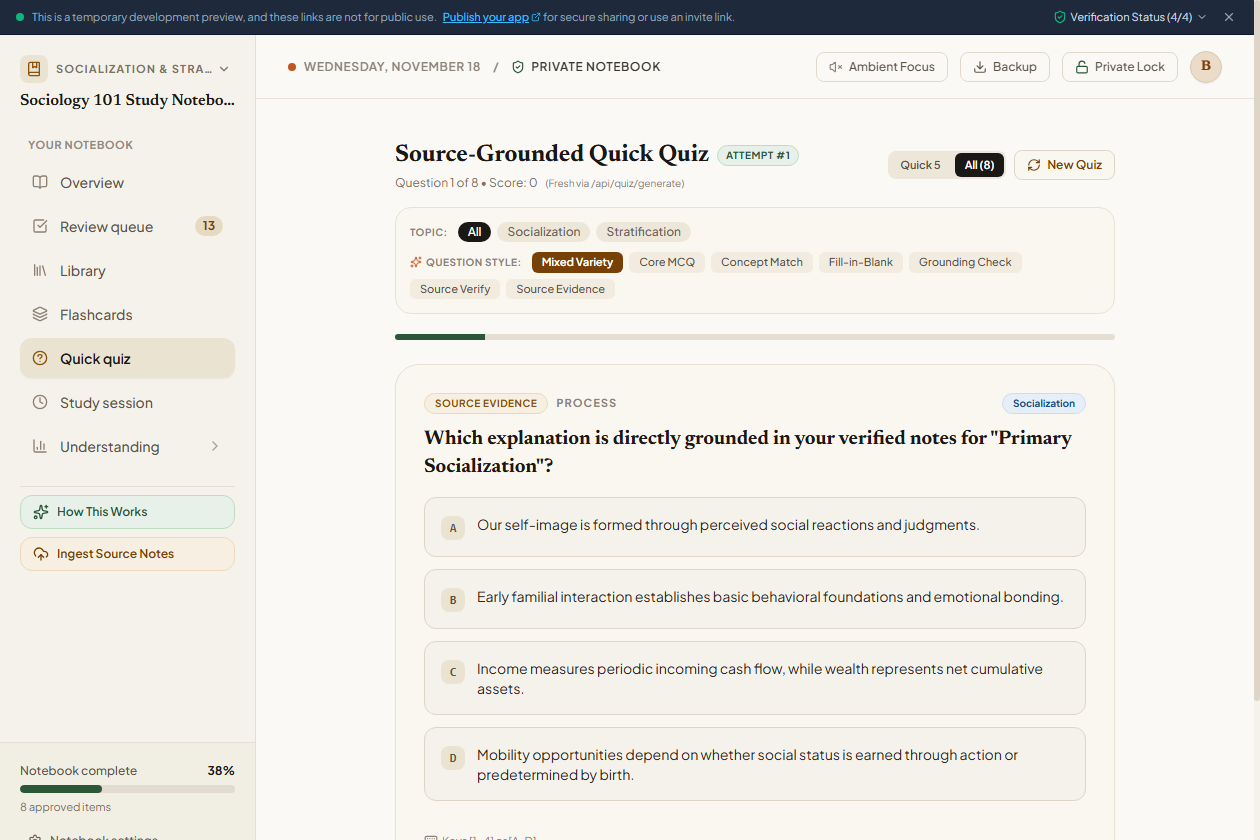 This is a temporary development preview, and these links are not for public use. Publish your app for secure sharing or use an invite link.
Verification Status (4/4)
SOCIALIZATION & STRA...
Sociology 101 Study Notebo...
WEDNESDAY, NOVEMBER 18 / PRIVATE NOTEBOOK
Ambient Focus
Backup
Private Lock
B
YOUR NOTEBOOK
Overview
Review queue 13
Library
Flashcards
Quick quiz
Study session
Understanding
How This Works
Ingest Source Notes
Notebook complete 38%
8 approved items
Notebook settings
Source-Grounded Quick Quiz ATTEMPT #1
Question 1 of 8 • Score: 0 (Fresh via /api/quiz/generate)
Quick 5 All (8)
New Quiz
TOPIC: All Socialization Stratification
QUESTION STYLE: Mixed Variety Core MCQ Concept Match Fill-in-Blank Grounding Check
Source Verify Source Evidence
SOURCE EVIDENCE PROCESS Socialization
Which explanation is directly grounded in your verified notes for "Primary
Socialization"?
A Our self-image is formed through perceived social reactions and judgments.
B Early familial interaction establishes basic behavioral foundations and emotional bonding.
C Income measures periodic incoming cash flow, while wealth represents net cumulative
assets.
D Mobility opportunities depend on whether social status is earned through action or
predetermined by birth.
Keys [1-4] or [A-D]